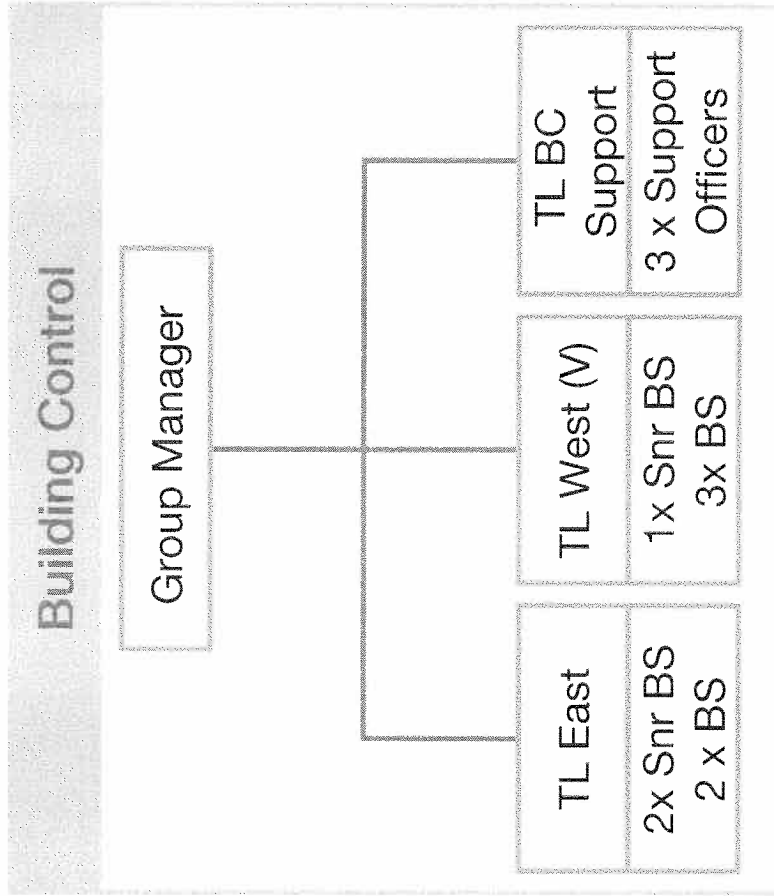 Building Control
Group Manager
TL East
2x Snr BS
2 x BS
TL West (V)
1x Snr BS
3x BS
TL BC
Support
3 x Support
Officers